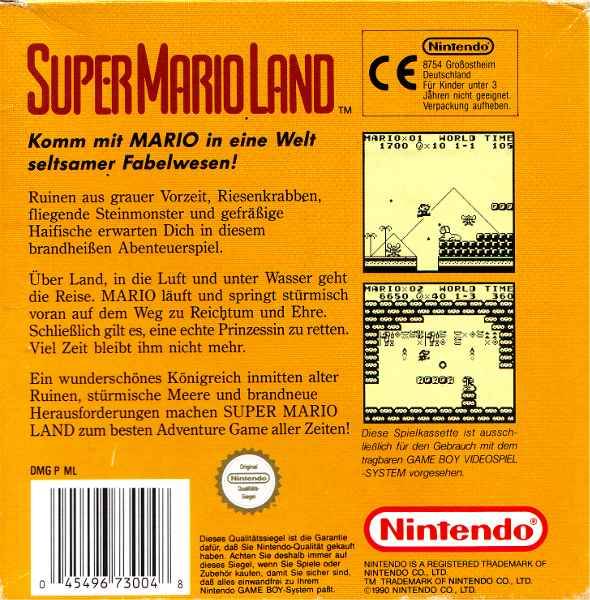 SUPER MARIO LAND™
Komm mit MARIO in eine Welt
seltsamer Fabelwesen!
Ruinen aus grauer Vorzeit, Riesenkrabben,
fliegende Steinmonster und gefräßige
Haifische erwarten Dich in diesem
brandheißen Abenteuerspiel.
Über Land, in die Luft und unter Wasser geht
die Reise. MARIO läuft und springt stürmisch
voran auf dem Weg zu Reichtum und Ehre.
Schließlich gilt es, eine echte Prinzessin zu retten.
Viel Zeit bleibt ihm nicht mehr.
Ein wunderschönes Königreich inmitten alter
Ruinen, stürmische Meere und brandneue
Herausforderungen machen SUPER MARIO
LAND zum besten Adventure Game aller Zeiten!
CE
Nintendo
8754 Großostheim
Deutschland
Für Kinder unter 3
Jahren nicht geeignet.
Verpackung aufheben.
MARIO×01 WORLD TIME
1700 ×10 1-1 105
MARIO×02 WORLD TIME
6650 ×40 1-3 360
Diese Spielkassette ist aussch-
ließlich für den Gebrauch mit dem
tragbaren GAME BOY VIDEOSPIEL
-SYSTEM vorgesehen.
DMG P ML
0 45496 73004 8
Original
Nintendo
Qualitäts-
Siegel
Dieses Qualitätssiegel ist die Garantie
dafür, daß Sie Nintendo-Qualität gekauft
haben. Achten Sie deshalb immer auf
dieses Siegel, wenn Sie Spiele oder
Zubehör kaufen, damit Sie sicher sind,
daß alles einwandfrei zu Ihrem
Nintendo GAME BOY-System paßt.
Nintendo®
NINTENDO IS A REGISTERED TRADEMARK OF
NINTENDO CO., LTD.
TM TRADEMARK OF NINTENDO CO., LTD.
©1990 NINTENDO CO., LTD.